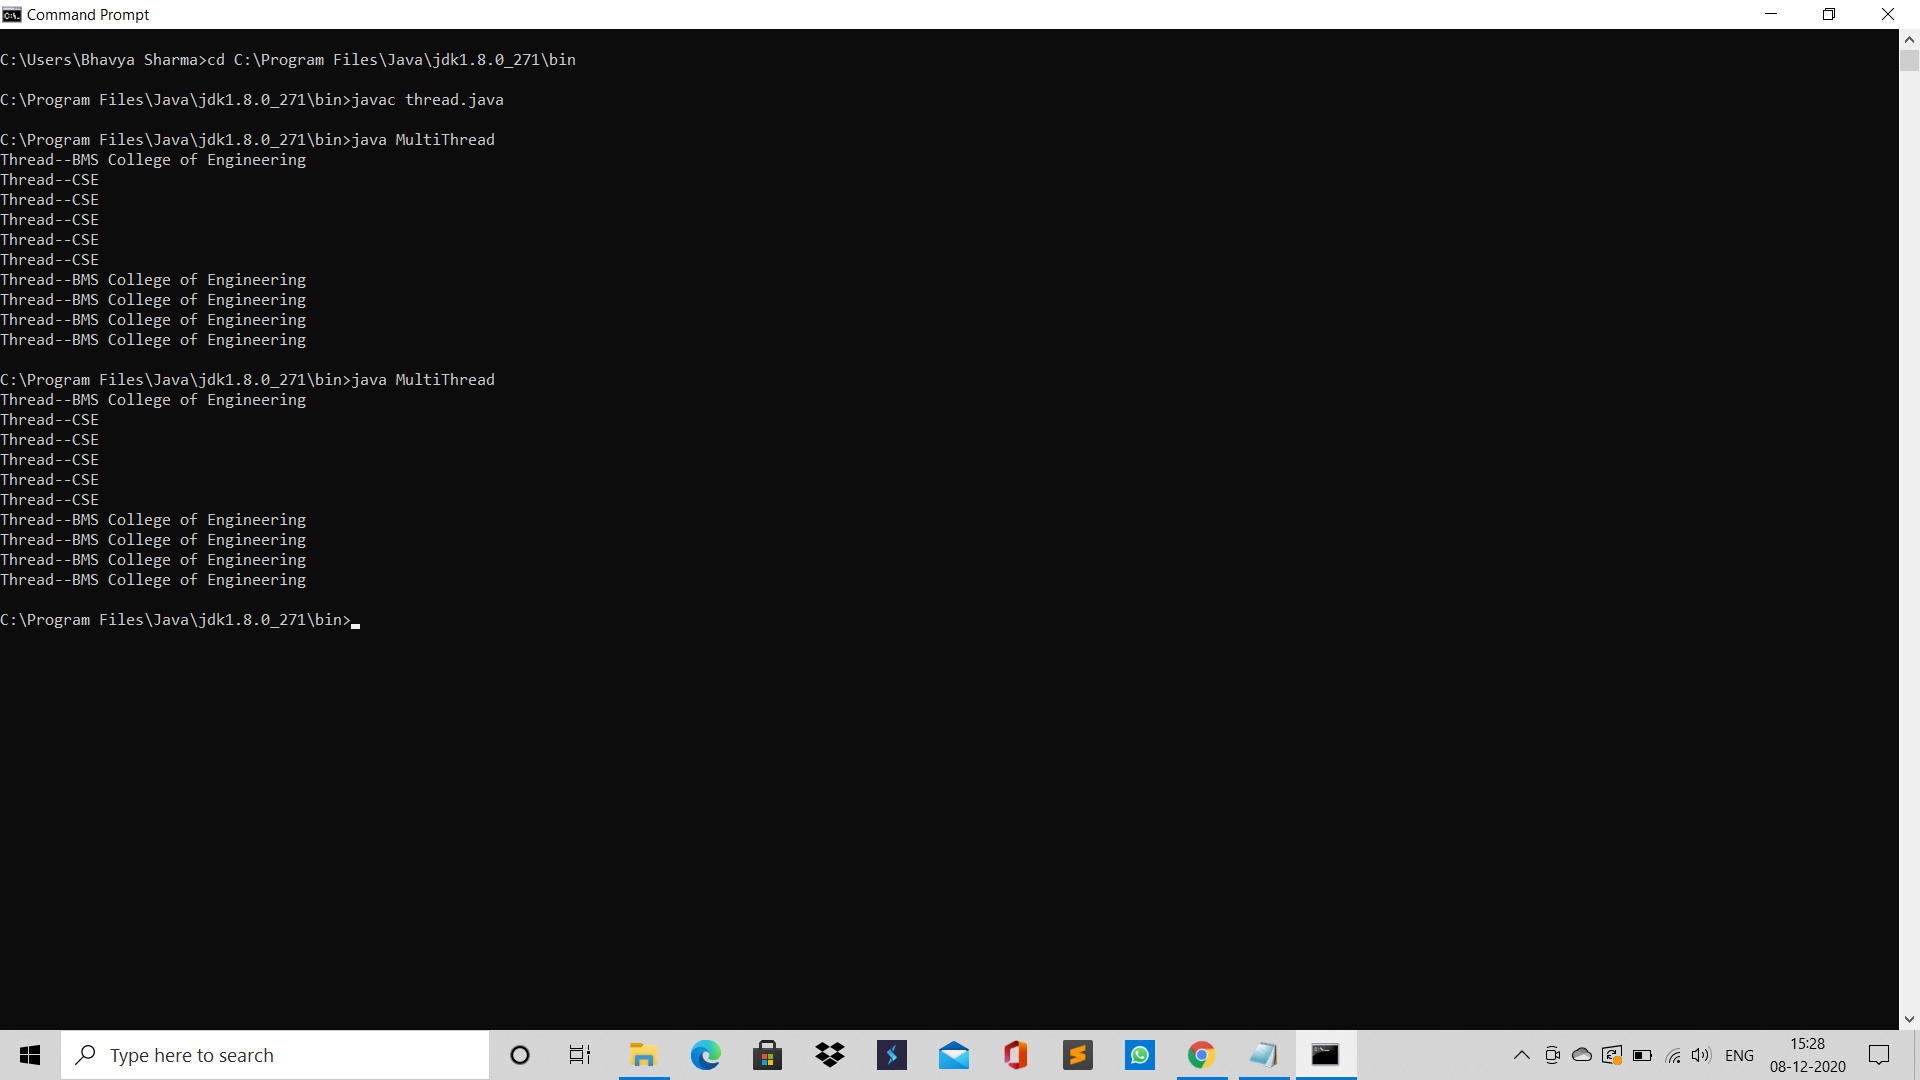 Command Prompt
C:\Users\Bhavya Sharma>cd C:\Program Files\Java\jdk1.8.0_271\bin
C:\Program Files\Java\jdk1.8.0_271\bin>javac thread.java
C:\Program Files\Java\jdk1.8.0_271\bin>java MultiThread
Thread--BMS College of Engineering
Thread--CSE
Thread--CSE
Thread--CSE
Thread--CSE
Thread--CSE
Thread--BMS College of Engineering
Thread--BMS College of Engineering
Thread--BMS College of Engineering
Thread--BMS College of Engineering
C:\Program Files\Java\jdk1.8.0_271\bin>java MultiThread
Thread--BMS College of Engineering
Thread--CSE
Thread--CSE
Thread--CSE
Thread--CSE
Thread--CSE
Thread--BMS College of Engineering
Thread--BMS College of Engineering
Thread--BMS College of Engineering
Thread--BMS College of Engineering
C:\Program Files\Java\jdk1.8.0_271\bin>
Type here to search
ENG
15:28
08-12-2020